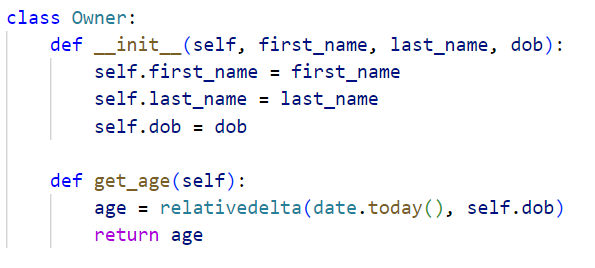 class Owner:
    def __init__(self, first_name, last_name, dob):
        self.first_name = first_name
        self.last_name = last_name
        self.dob = dob

    def get_age(self):
        age = relativedelta(date.today(), self.dob)
        return age